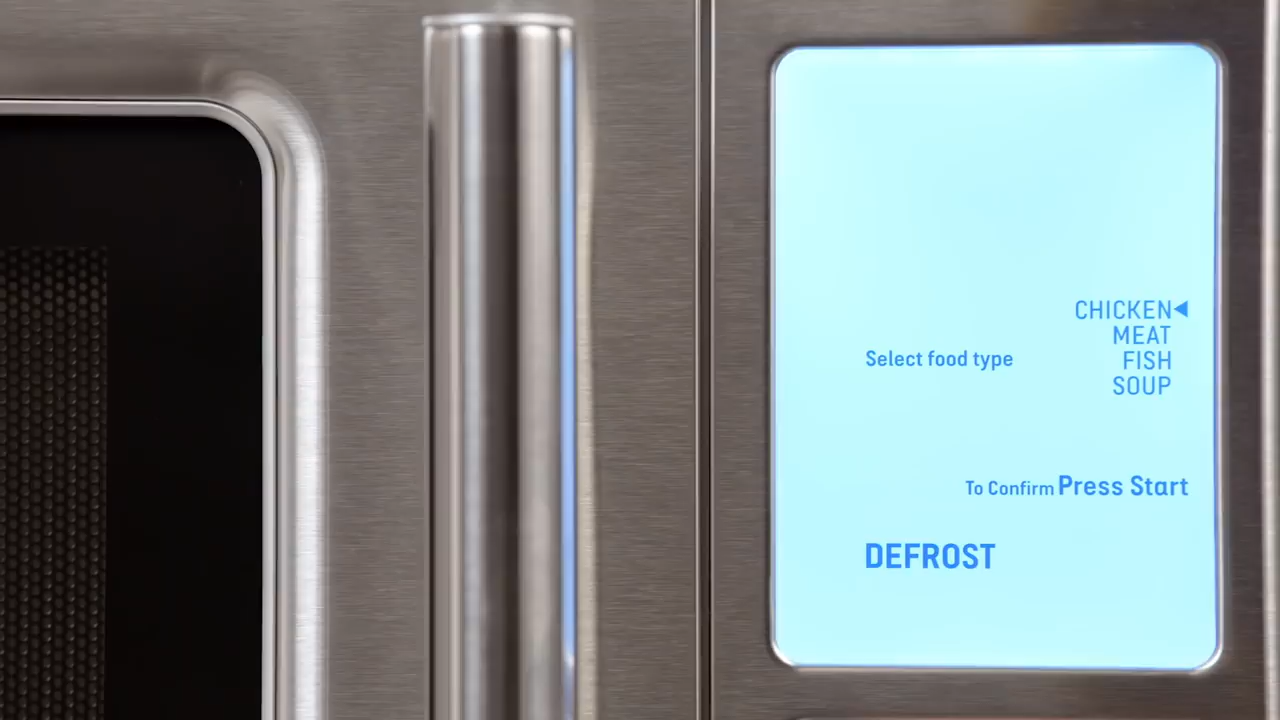 CHICKEN◀
MEAT
Select food type
FISH
SOUP
To Confirm Press Start
DEFROST